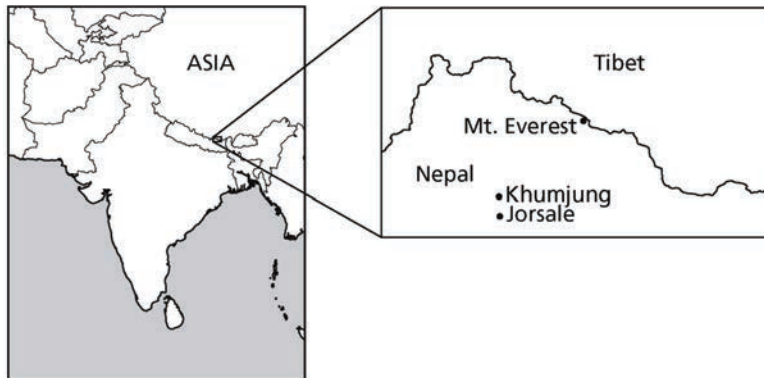 ASIA
Tibet
Mt. Everest
Nepal
Khumjung
Jorsale